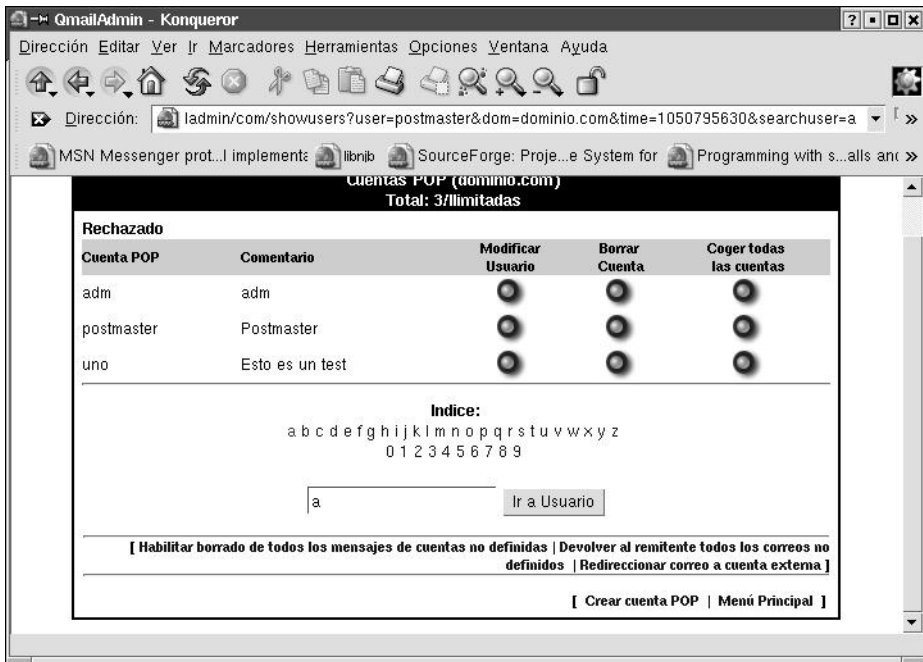 QmailAdmin - Konqueror
Dirección Editar Ver Ir Marcadores Herramientas Opciones Ventana Ayuda
Dirección: ladmin/com/showusers?user=postmaster&dom=dominio.com&time=1050795630&searchuser=a
MSN Messenger prot...l implementa libnjb SourceForge: Proje...e System for Programming with s...alls and
Cuentas POP (dominio.com)
Total: 3/Ilimitadas
Rechazado
Cuenta POP Comentario Modificar Usuario Borrar Cuenta Coger todas las cuentas
adm adm
postmaster Postmaster
uno Esto es un test
Indice:
a b c d e f g h i j k l m n o p q r s t u v w x y z
0 1 2 3 4 5 6 7 8 9
a Ir a Usuario
[ Habilitar borrado de todos los mensajes de cuentas no definidas | Devolver al remitente todos los correos no
definidos | Redireccionar correo a cuenta externa ]
[ Crear cuenta POP | Menú Principal ]